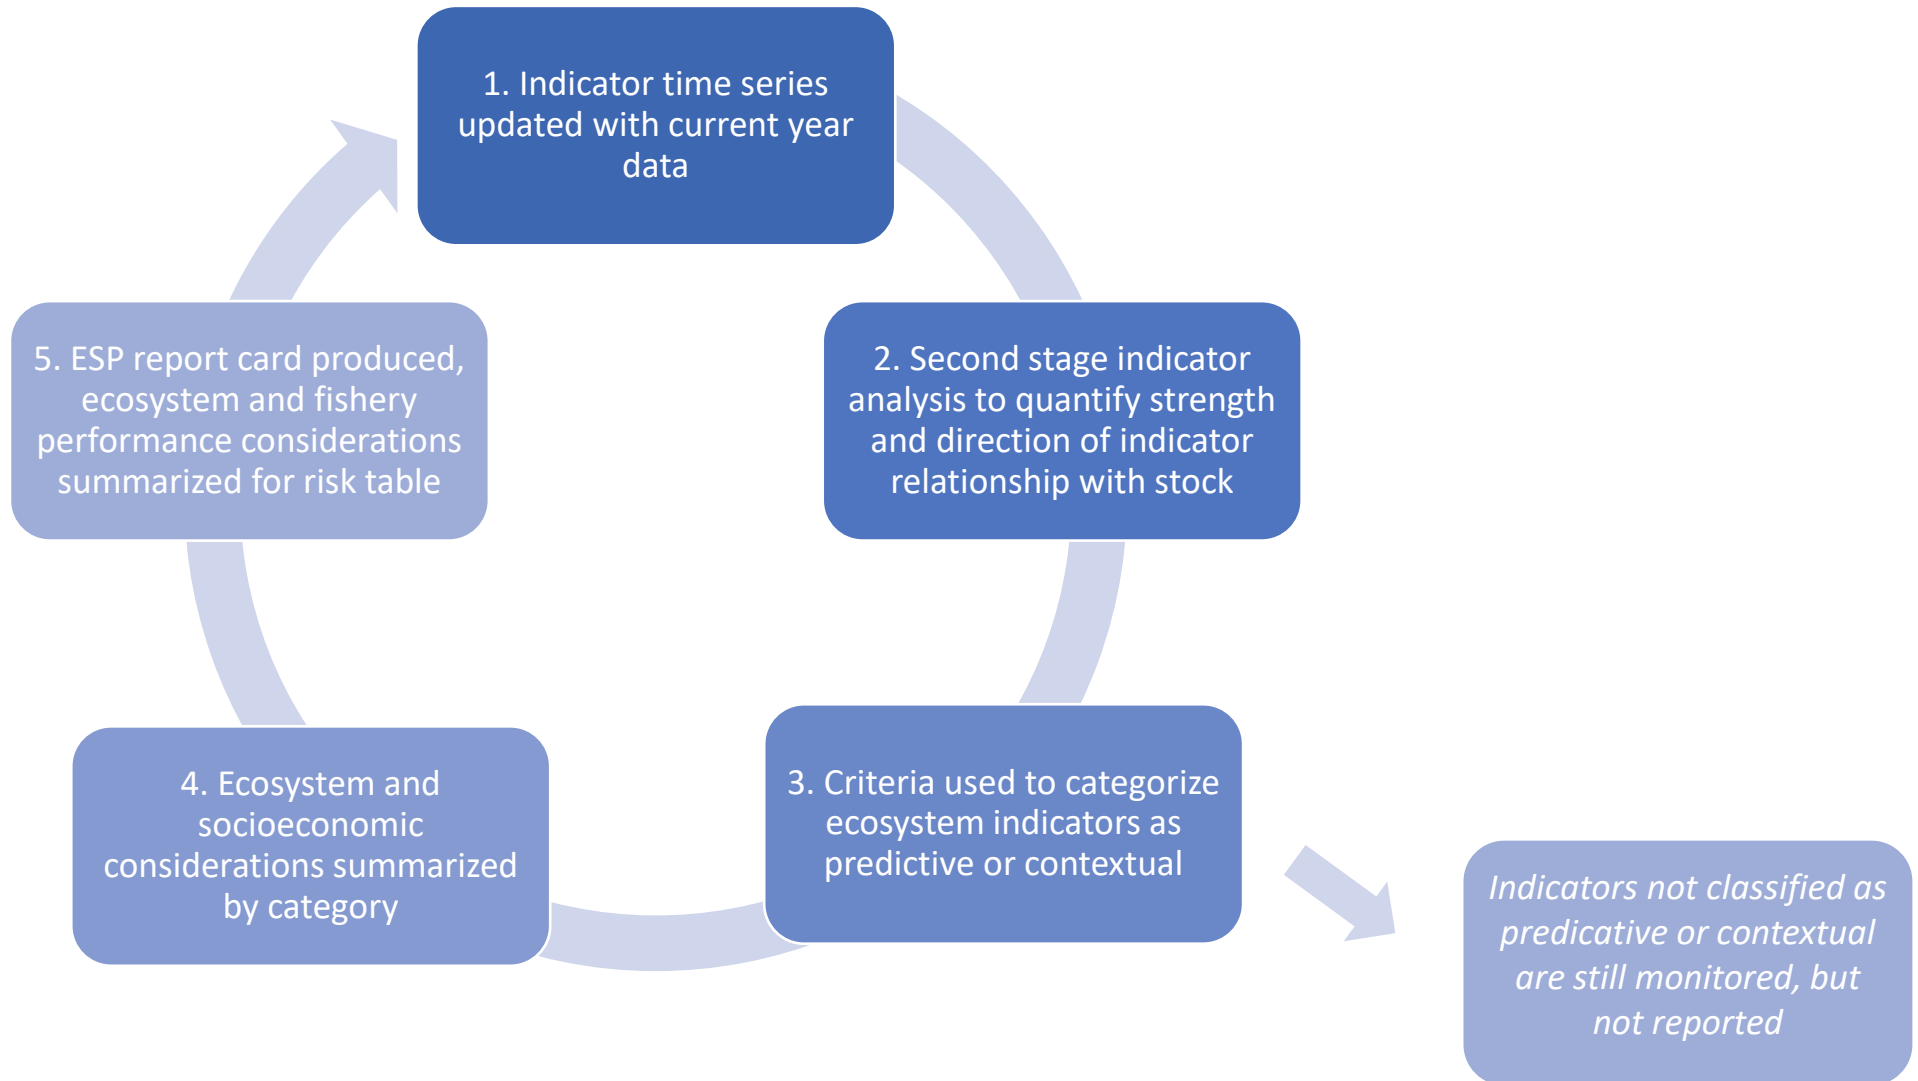 1. Indicator time series
updated with current year
data
2. Second stage indicator
analysis to quantify strength
and direction of indicator
relationship with stock
3. Criteria used to categorize
ecosystem indicators as
predictive or contextual
Indicators not classified as
predicative or contextual
are still monitored, but
not reported
4. Ecosystem and
socioeconomic
considerations summarized
by category
5. ESP report card produced,
ecosystem and fishery
performance considerations
summarized for risk table